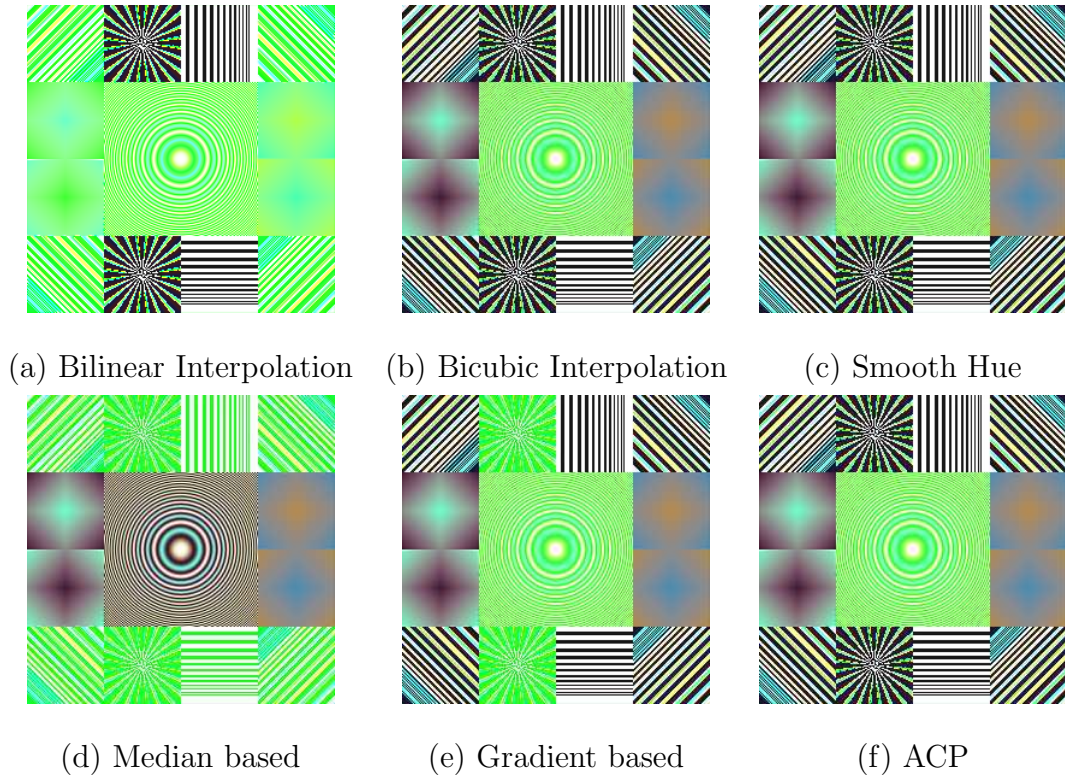 (a) Bilinear Interpolation
(b) Bicubic Interpolation
(c) Smooth Hue
(d) Median based
(e) Gradient based
(f) ACP